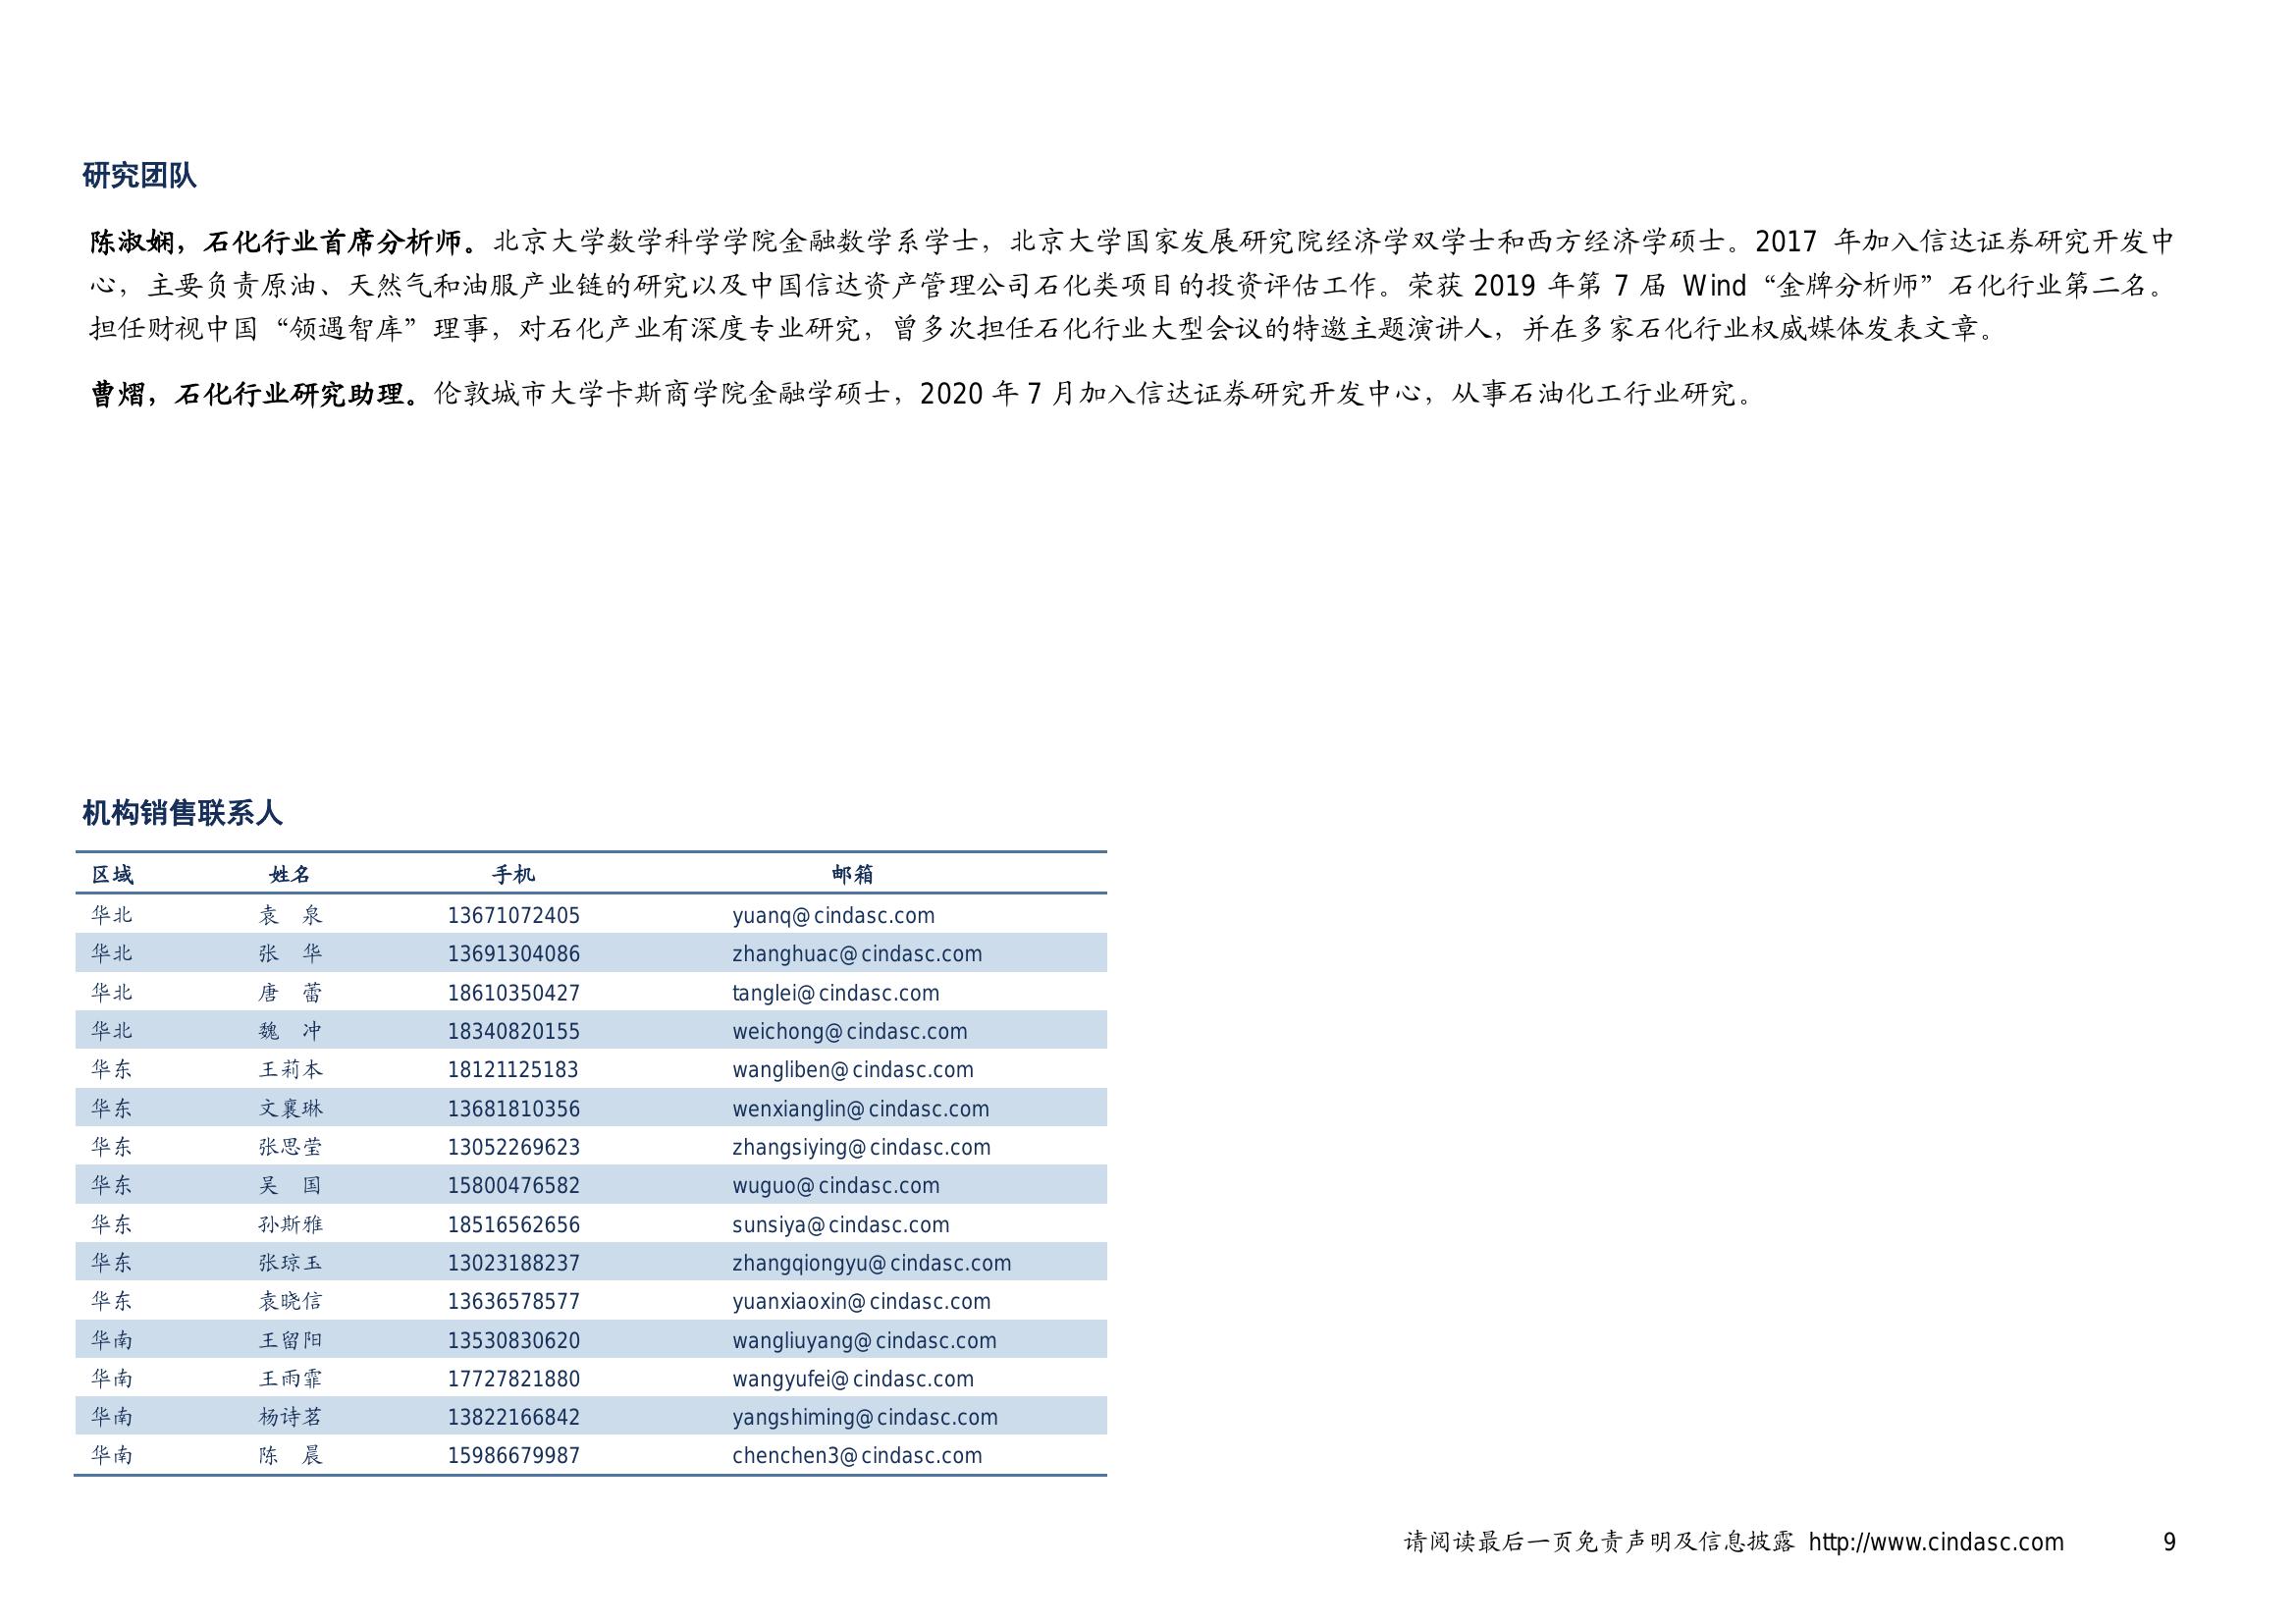 研究团队
陈淑娴，石化行业首席分析师。北京大学数学科学学院金融数学系学士，北京大学国家发展研究院经济学双学士和西方经济学硕士。2017 年加入信达证券研究开发中
心，主要负责原油、天然气和油服产业链的研究以及中国信达资产管理公司石化类项目的投资评估工作。荣获 2019 年第 7 届 Wind “金牌分析师”石化行业第二名。
担任财视中国“领遇智库”理事，对石化产业有深度专业研究，曾多次担任石化行业大型会议的特邀主题演讲人，并在多家石化行业权威媒体发表文章。
曹熠，石化行业研究助理。伦敦城市大学卡斯商学院金融学硕士，2020 年 7 月加入信达证券研究开发中心，从事石油化工行业研究。
机构销售联系人
区域 姓名 手机 邮箱
华北 袁　泉 13671072405 yuanq@cindasc.com
华北 张　华 13691304086 zhanghuac@cindasc.com
华北 唐　蕾 18610350427 tanglei@cindasc.com
华北 魏　冲 18340820155 weichong@cindasc.com
华东 王莉本 18121125183 wangliben@cindasc.com
华东 文襄琳 13681810356 wenxianglin@cindasc.com
华东 张思莹 13052269623 zhangsiying@cindasc.com
华东 吴　国 15800476582 wuguo@cindasc.com
华东 孙斯雅 18516562656 sunsiya@cindasc.com
华东 张琼玉 13023188237 zhangqiongyu@cindasc.com
华东 袁晓信 13636578577 yuanxiaoxin@cindasc.com
华南 王留阳 13530830620 wangliuyang@cindasc.com
华南 王雨霏 17727821880 wangyufei@cindasc.com
华南 杨诗茗 13822166842 yangshiming@cindasc.com
华南 陈　晨 15986679987 chenchen3@cindasc.com
请阅读最后一页免责声明及信息披露 http://www.cindasc.com 9